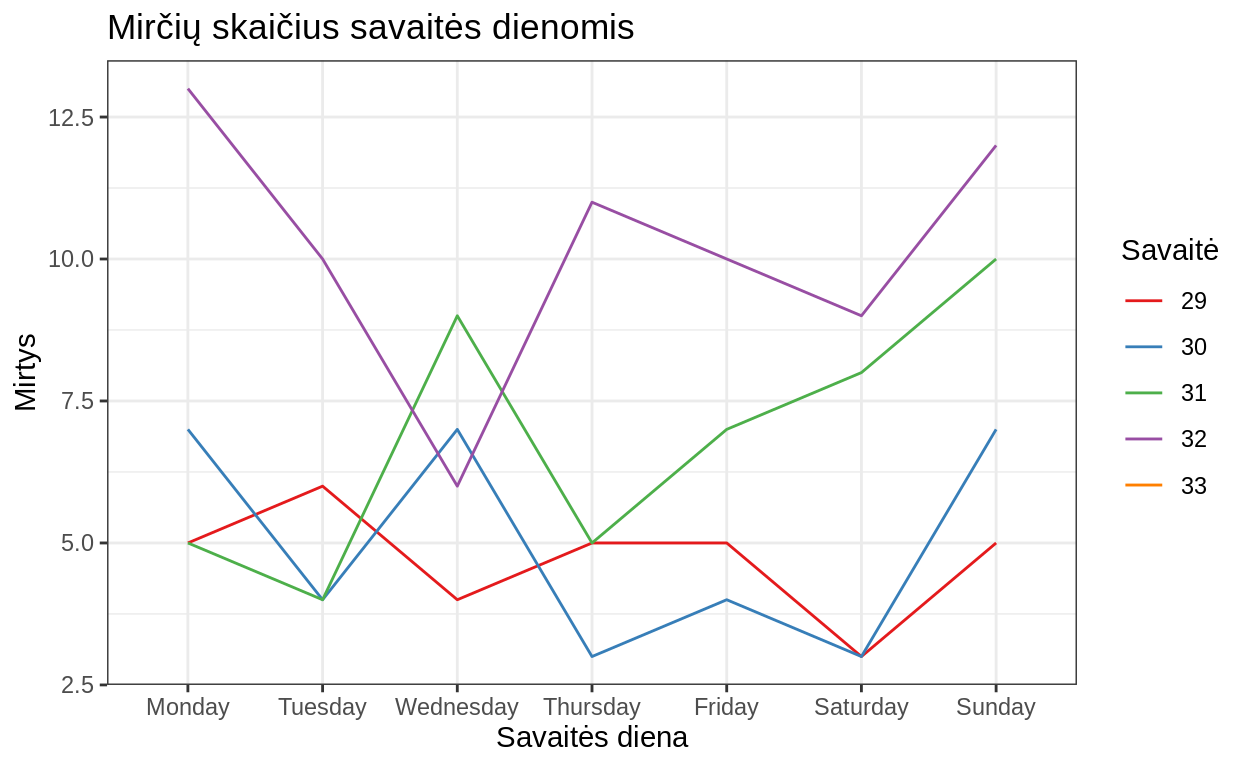 Mirčių skaičius savaitės dienomis
12.5
10.0
7.5
5.0
2.5
Mirtys
Monday Tuesday Wednesday Thursday Friday Saturday Sunday
Savaitės diena
Savaitė
29
30
31
32
33